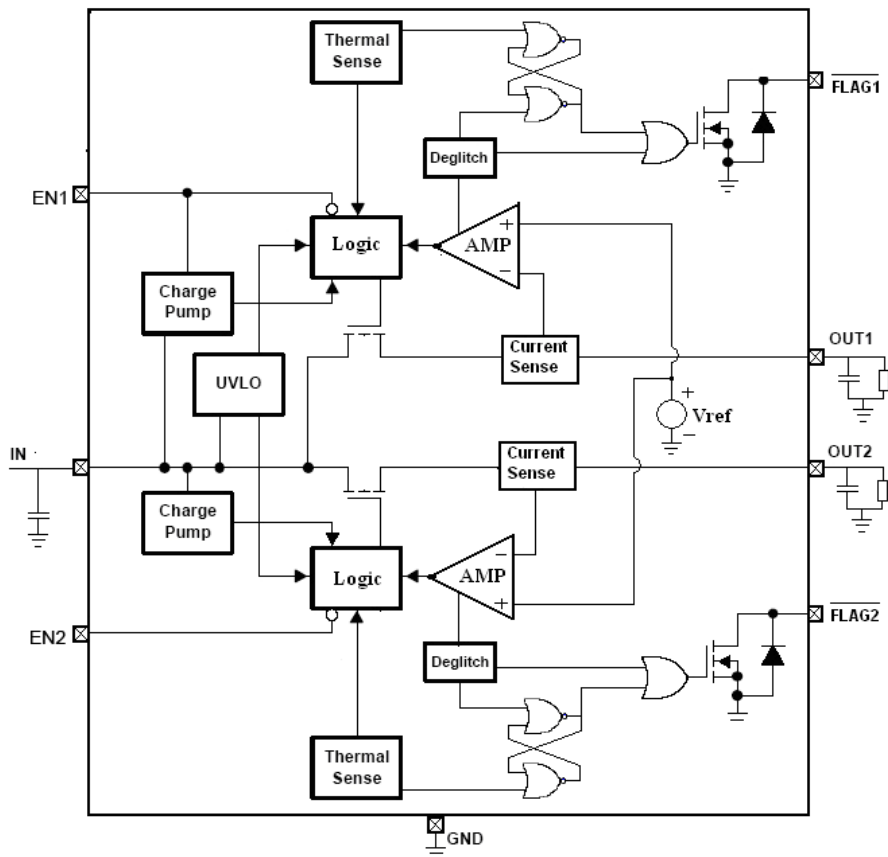 Thermal
Sense
FLAG1
Deglitch
EN1
+
Logic
AMP
−
Charge
Pump
OUT1
Current
Sense
UVLO
+
Vref
−
IN
OUT2
Current
Sense
Charge
Pump
−
Logic
AMP
+
FLAG2
EN2
Deglitch
Thermal
Sense
GND